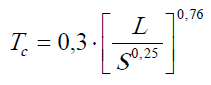 T_c = 0,3 · [L / S^0,25]^0,76